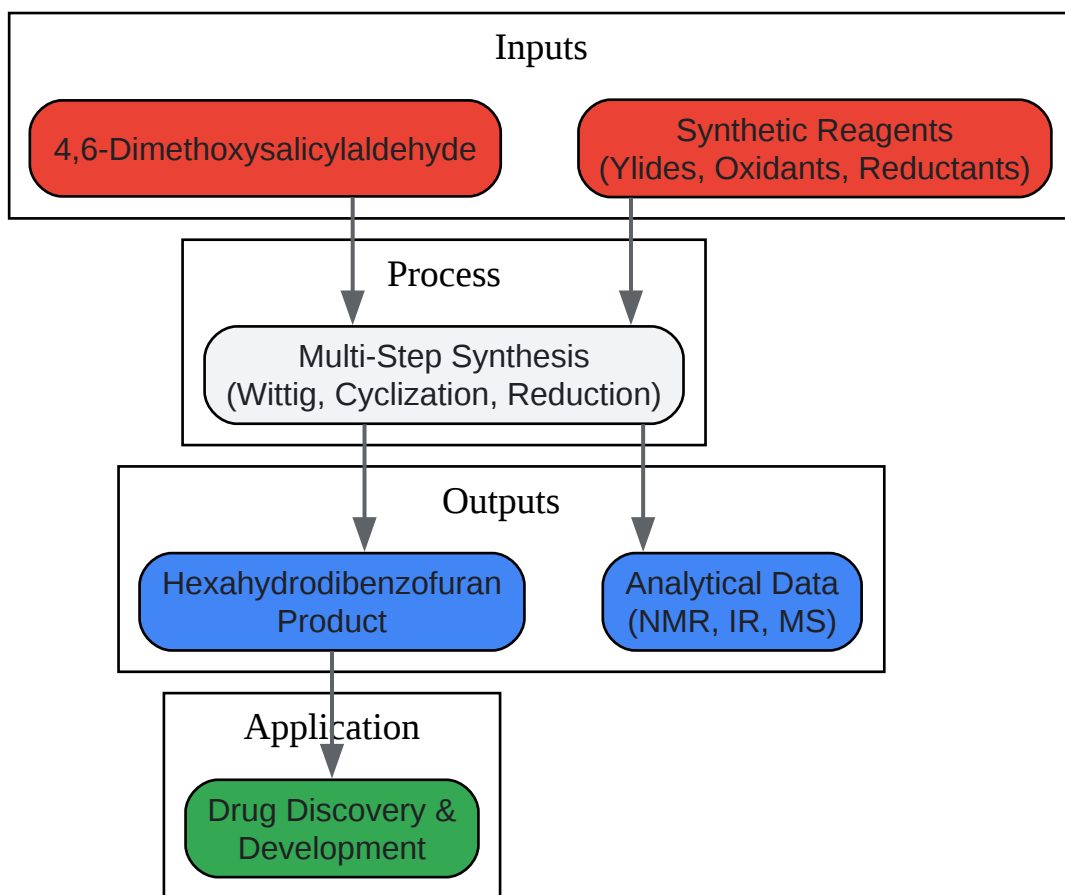 Inputs
4,6-Dimethoxysalicylaldehyde
Synthetic Reagents
(Ylides, Oxidants, Reductants)
Process
Multi-Step Synthesis
(Wittig, Cyclization, Reduction)
Outputs
Hexahydrodibenzofuran
Product
Analytical Data
(NMR, IR, MS)
Application
Drug Discovery &
Development